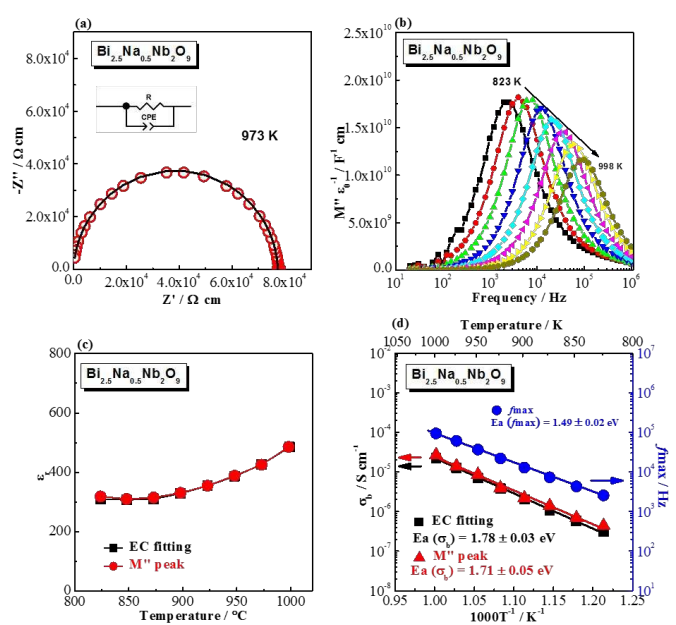 (a)
Bi2.5Na0.5Nb2O9
R
CPE
973 K
8.0x10^4
6.0x10^4
4.0x10^4
2.0x10^4
0.0
0.0 2.0x10^4 4.0x10^4 6.0x10^4 8.0x10^4
-Z'' / Ω cm
Z' / Ω cm
(b)
Bi2.5Na0.5Nb2O9
823 K
998 K
2.5x10^10
2.0x10^10
1.5x10^10
1.0x10^10
5.0x10^9
0.0
10^1 10^2 10^3 10^4 10^5 10^6
M'' ε0^-1 / F^-1 cm
Frequency / Hz
(c)
Bi2.5Na0.5Nb2O9
800
600
400
300
0
800 850 900 950 1000
ε
EC fitting
M'' peak
Temperature / °C
(d)
Temperature / K
1050 1000 950 900 850 800
Bi2.5Na0.5Nb2O9
fmax
Ea (fmax) = 1.49 ± 0.02 eV
EC fitting
Ea (σb) = 1.78 ± 0.03 eV
M'' peak
Ea (σb) = 1.71 ± 0.05 eV
10^-2
10^-3
10^-4
10^-5
10^-6
10^-7
10^-8
σb / S cm^-1
10^7
10^6
10^5
10^4
10^3
10^2
10^1
fmax / Hz
0.95 1.00 1.05 1.10 1.15 1.20 1.25
1000T^-1 / K^-1